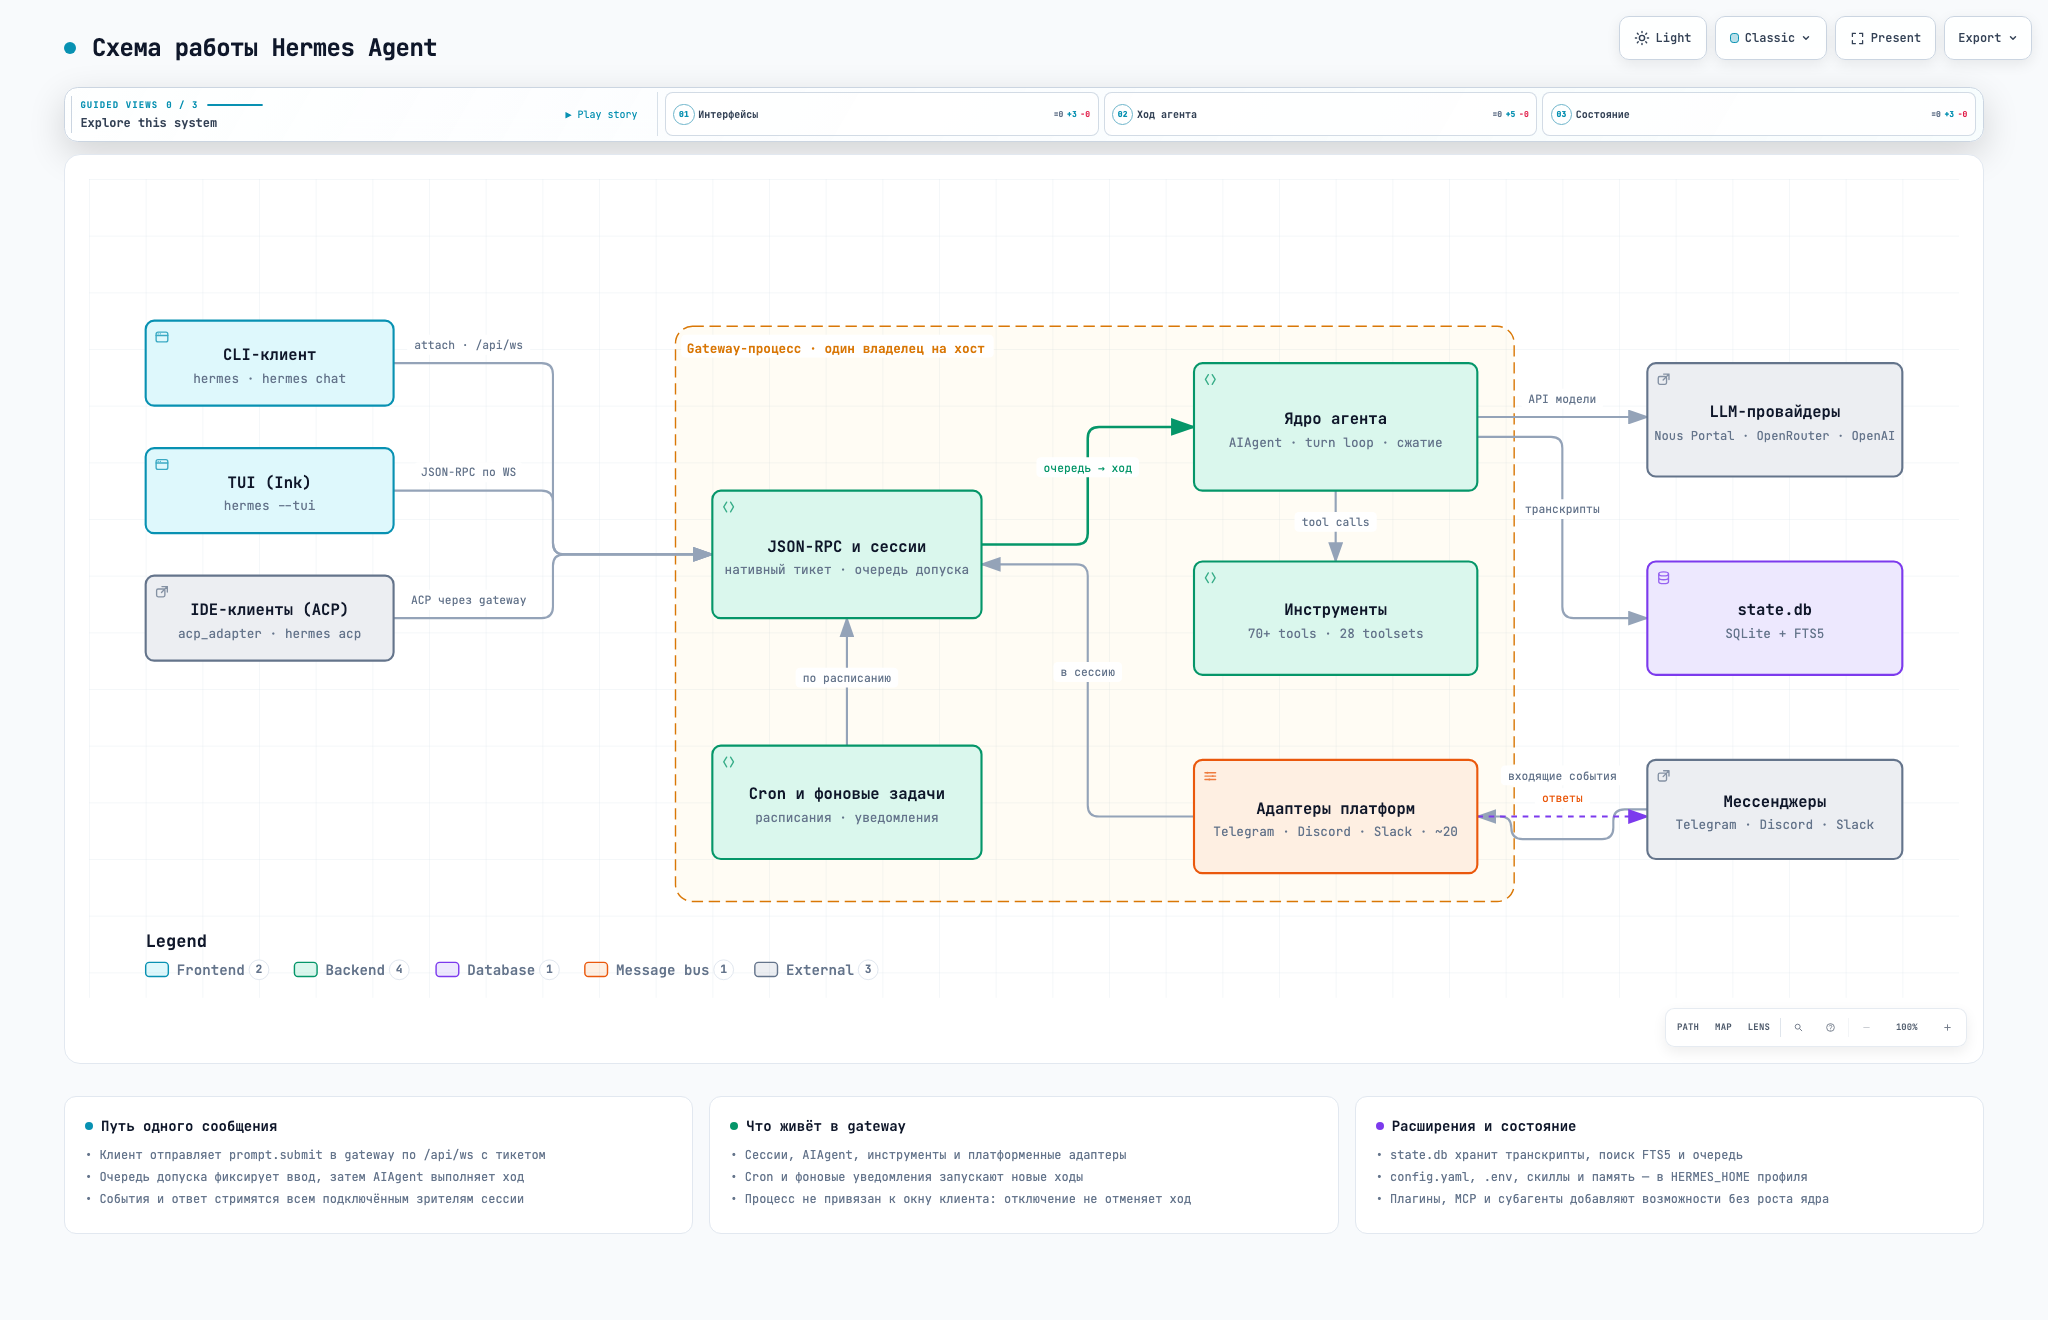 Схема работы Hermes Agent
Light
Classic
Present
Export
GUIDED VIEWS 0 / 3
Explore this system
▶ Play story
01 Интерфейсы =0 +3 -0
02 Ход агента =0 +5 -0
03 Состояние =0 +3 -0
CLI-клиент
hermes · hermes chat
attach · /api/ws
TUI (Ink)
hermes --tui
JSON-RPC по WS
IDE-клиенты (ACP)
acp_adapter · hermes acp
ACP через gateway
Gateway-процесс · один владелец на хост
JSON-RPC и сессии
нативный тикет · очередь допуска
очередь → ход
по расписанию
в сессию
Cron и фоновые задачи
расписания · уведомления
Ядро агента
AIAgent · turn loop · сжатие
tool calls
Инструменты
70+ tools · 28 toolsets
Адаптеры платформ
Telegram · Discord · Slack · ~20
API модели
транскрипты
входящие события
ответы
LLM-провайдеры
Nous Portal · OpenRouter · OpenAI
state.db
SQLite + FTS5
Мессенджеры
Telegram · Discord · Slack
Legend
Frontend 2 Backend 4 Database 1 Message bus 1 External 3
PATH MAP LENS − 100% +
Путь одного сообщения
• Клиент отправляет prompt.submit в gateway по /api/ws с тикетом
• Очередь допуска фиксирует ввод, затем AIAgent выполняет ход
• События и ответ стримятся всем подключённым зрителям сессии
Что живёт в gateway
• Сессии, AIAgent, инструменты и платформенные адаптеры
• Cron и фоновые уведомления запускают новые ходы
• Процесс не привязан к окну клиента: отключение не отменяет ход
Расширения и состояние
• state.db хранит транскрипты, поиск FTS5 и очередь
• config.yaml, .env, скиллы и память — в HERMES_HOME профиля
• Плагины, MCP и субагенты добавляют возможности без роста ядра